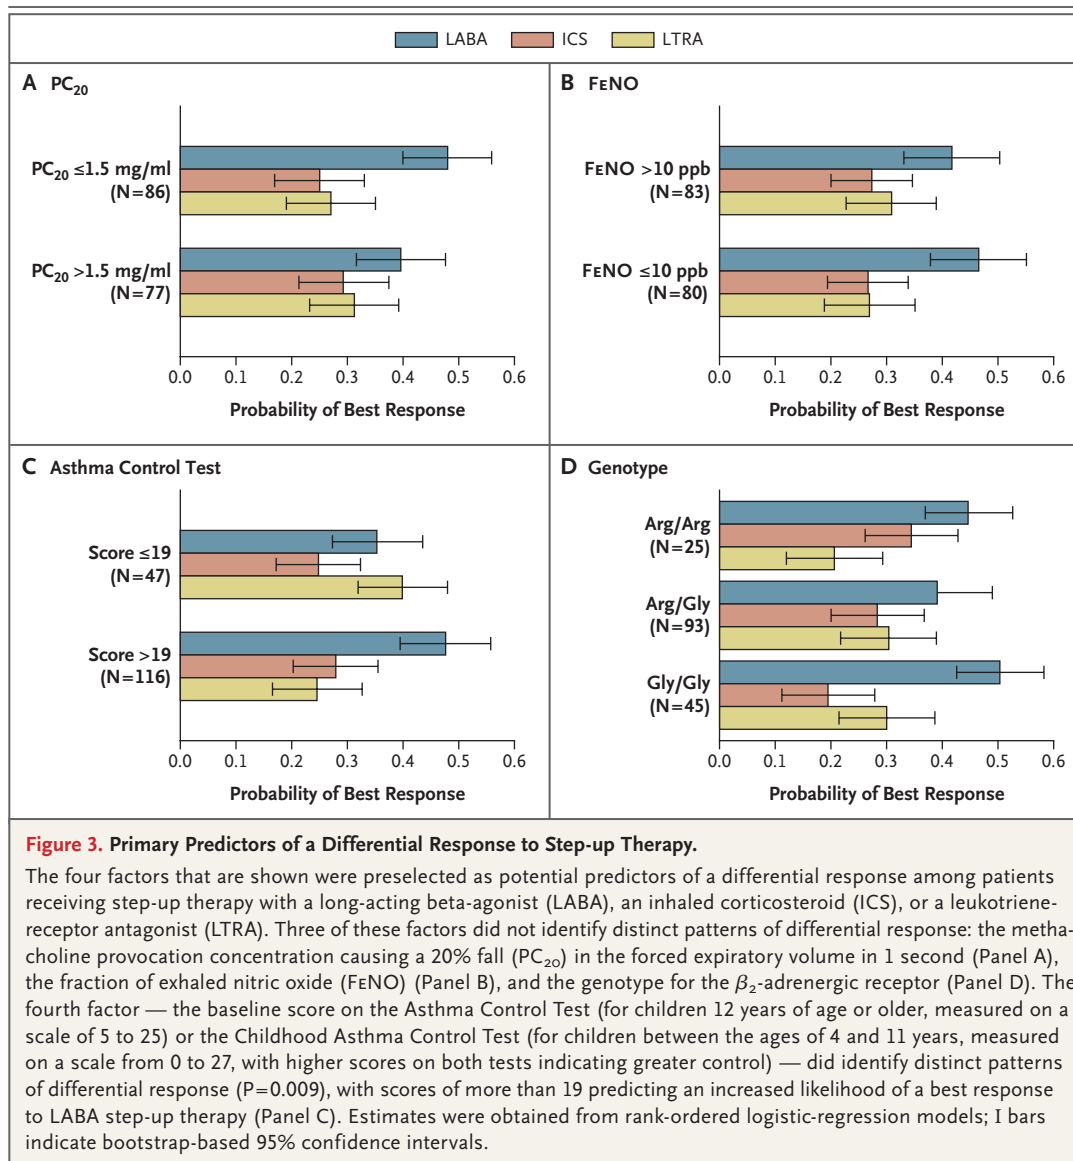 LABA ICS LTRA
A PC₂₀
PC₂₀ ≤1.5 mg/ml
(N=86)
PC₂₀ >1.5 mg/ml
(N=77)
0.0 0.1 0.2 0.3 0.4 0.5 0.6
Probability of Best Response
B FENO
FENO >10 ppb
(N=83)
FENO ≤10 ppb
(N=80)
0.0 0.1 0.2 0.3 0.4 0.5 0.6
Probability of Best Response
C Asthma Control Test
Score ≤19
(N=47)
Score >19
(N=116)
0.0 0.1 0.2 0.3 0.4 0.5 0.6
Probability of Best Response
D Genotype
Arg/Arg
(N=25)
Arg/Gly
(N=93)
Gly/Gly
(N=45)
0.0 0.1 0.2 0.3 0.4 0.5 0.6
Probability of Best Response
Figure 3. Primary Predictors of a Differential Response to Step-up Therapy.
The four factors that are shown were preselected as potential predictors of a differential response among patients
receiving step-up therapy with a long-acting beta-agonist (LABA), an inhaled corticosteroid (ICS), or a leukotriene-
receptor antagonist (LTRA). Three of these factors did not identify distinct patterns of differential response: the metha-
choline provocation concentration causing a 20% fall (PC₂₀) in the forced expiratory volume in 1 second (Panel A),
the fraction of exhaled nitric oxide (FENO) (Panel B), and the genotype for the β₂-adrenergic receptor (Panel D). The
fourth factor — the baseline score on the Asthma Control Test (for children 12 years of age or older, measured on a
scale of 5 to 25) or the Childhood Asthma Control Test (for children between the ages of 4 and 11 years, measured
on a scale from 0 to 27, with higher scores on both tests indicating greater control) — did identify distinct patterns
of differential response (P=0.009), with scores of more than 19 predicting an increased likelihood of a best response
to LABA step-up therapy (Panel C). Estimates were obtained from rank-ordered logistic-regression models; I bars
indicate bootstrap-based 95% confidence intervals.